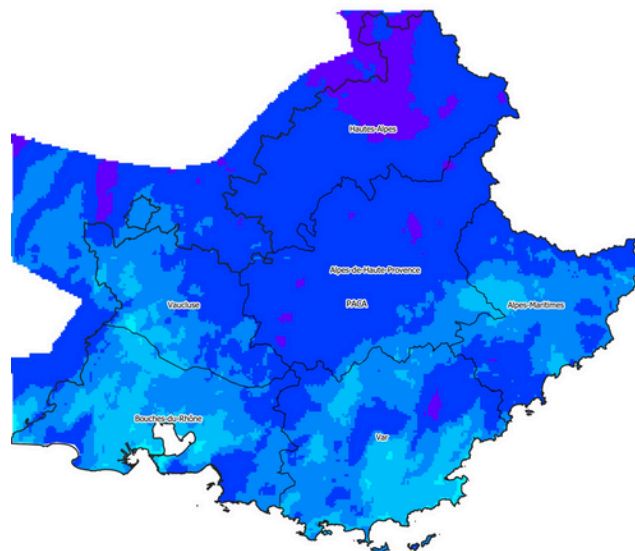 Hautes-Alpes
Alpes-de-Haute-Provence
PACA
Vaucluse
Alpes-Maritimes
Bouches-du-Rhône
Var